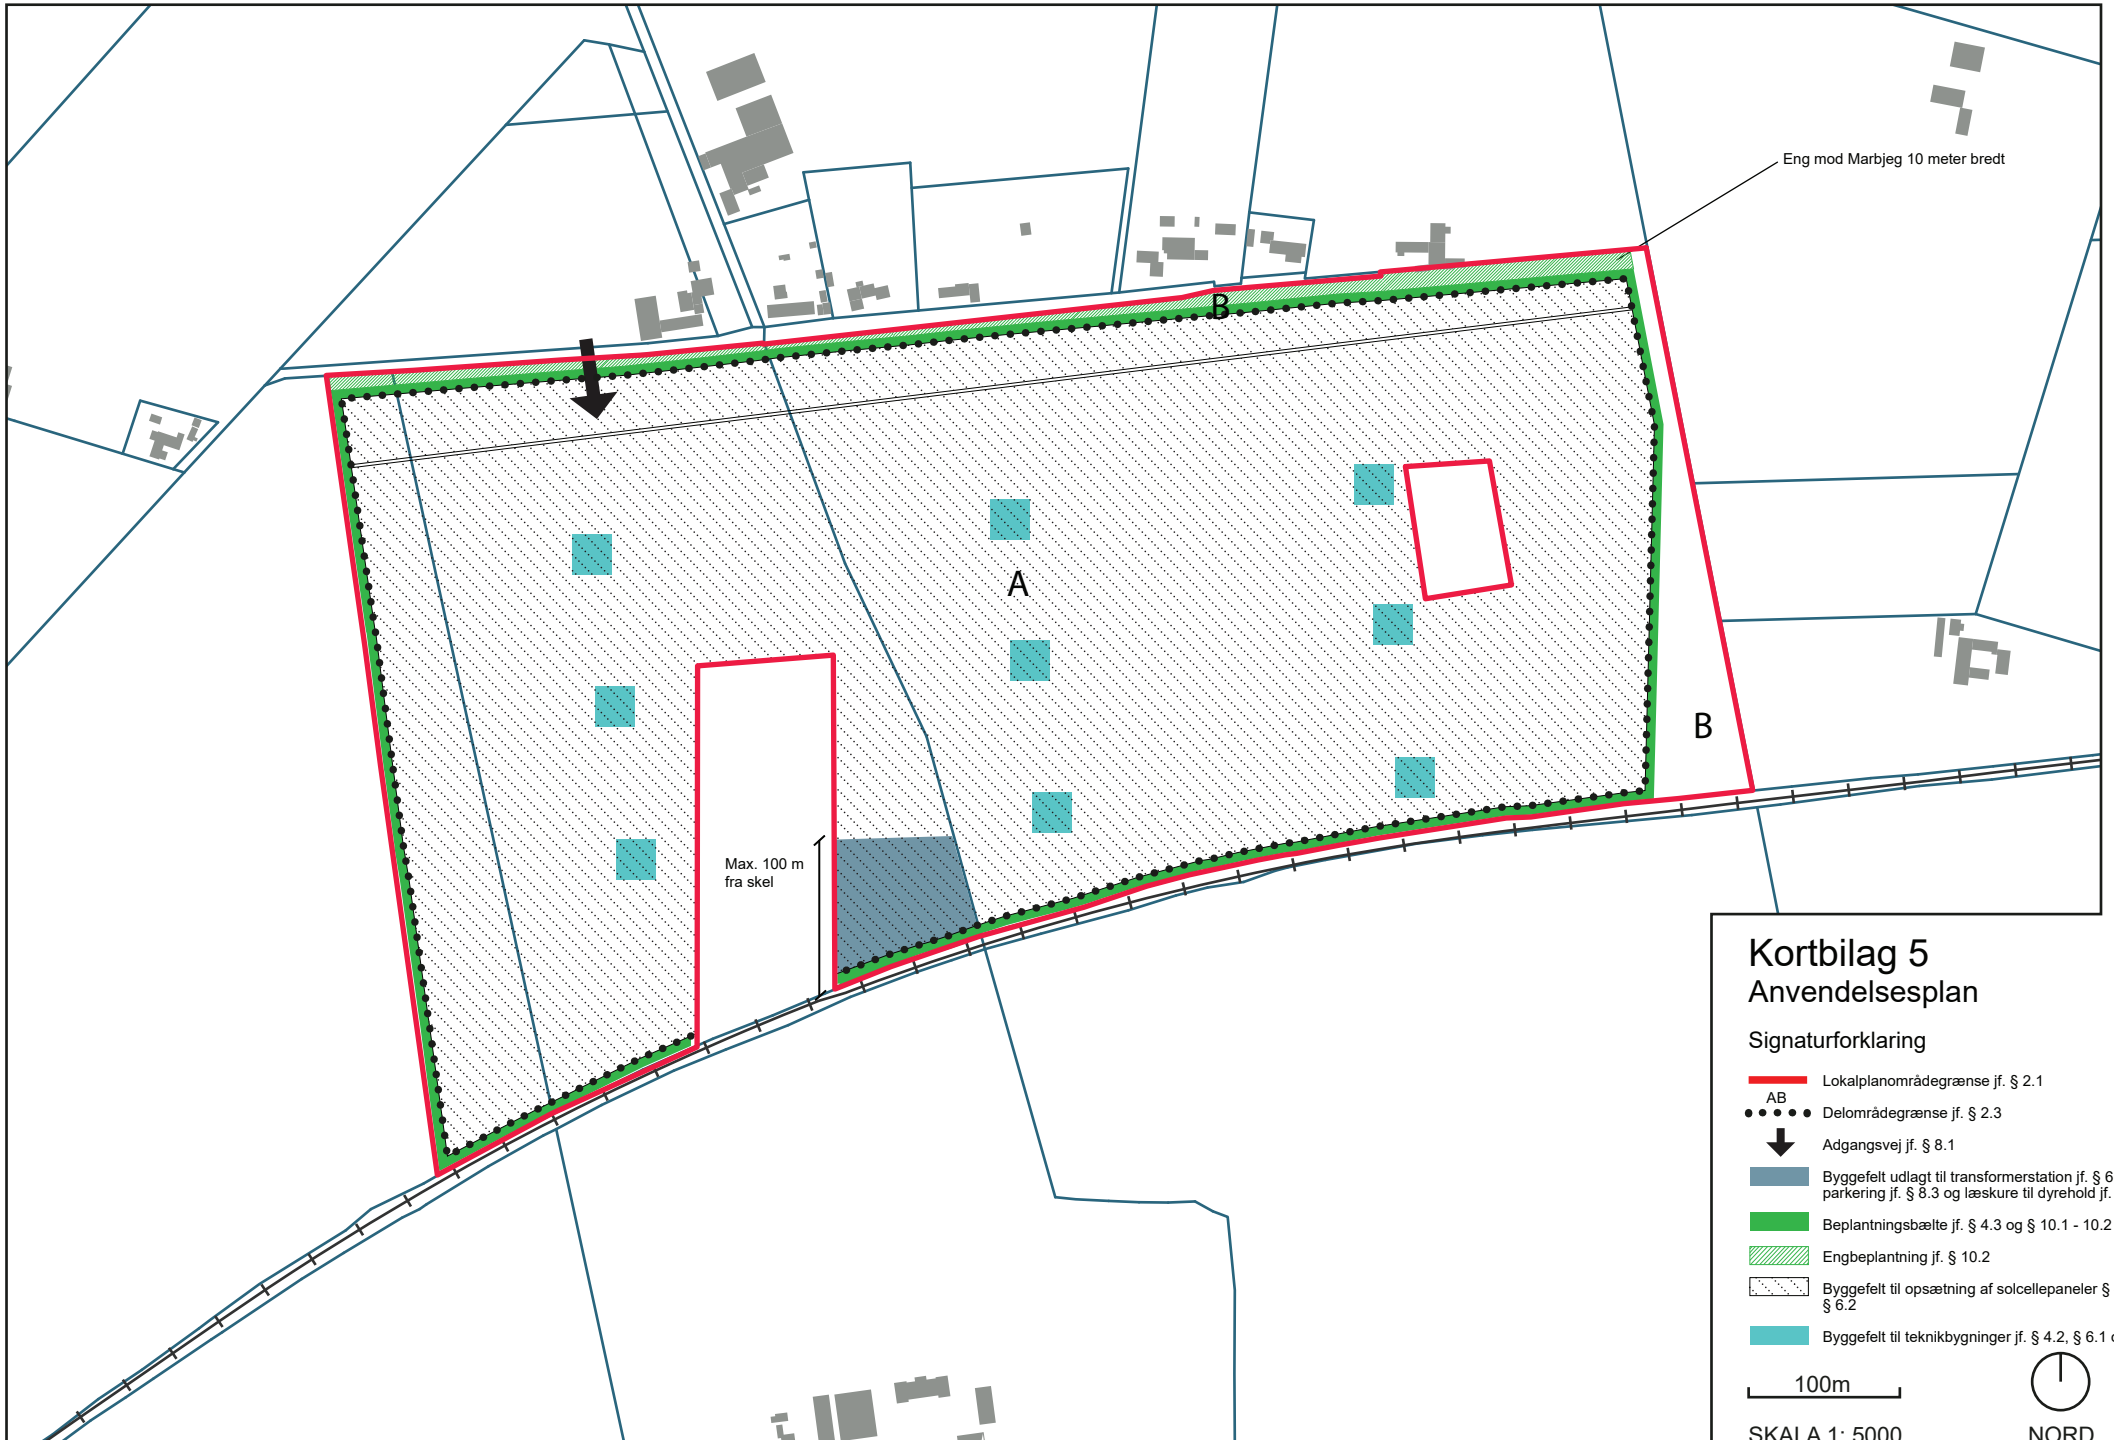 Eng mod Marbjeg 10 meter bredt
B
A
B
Max. 100 m
fra skel
Kortbilag 5
Anvendelsesplan
Signaturforklaring
Lokalplanområdegrænse jf. § 2.1
AB
Delområdegrænse jf. § 2.3
Adgangsvej jf. § 8.1
Byggefelt udlagt til transformerstation jf. § 6
parkering jf. § 8.3 og læskure til dyrehold jf.
Beplantningsbælte jf. § 4.3 og § 10.1 - 10.2
Engbeplantning jf. § 10.2
Byggefelt til opsætning af solcellepaneler §
§ 6.2
Byggefelt til teknikbygninger jf. § 4.2, § 6.1
100m
SKALA 1: 5000
NORD